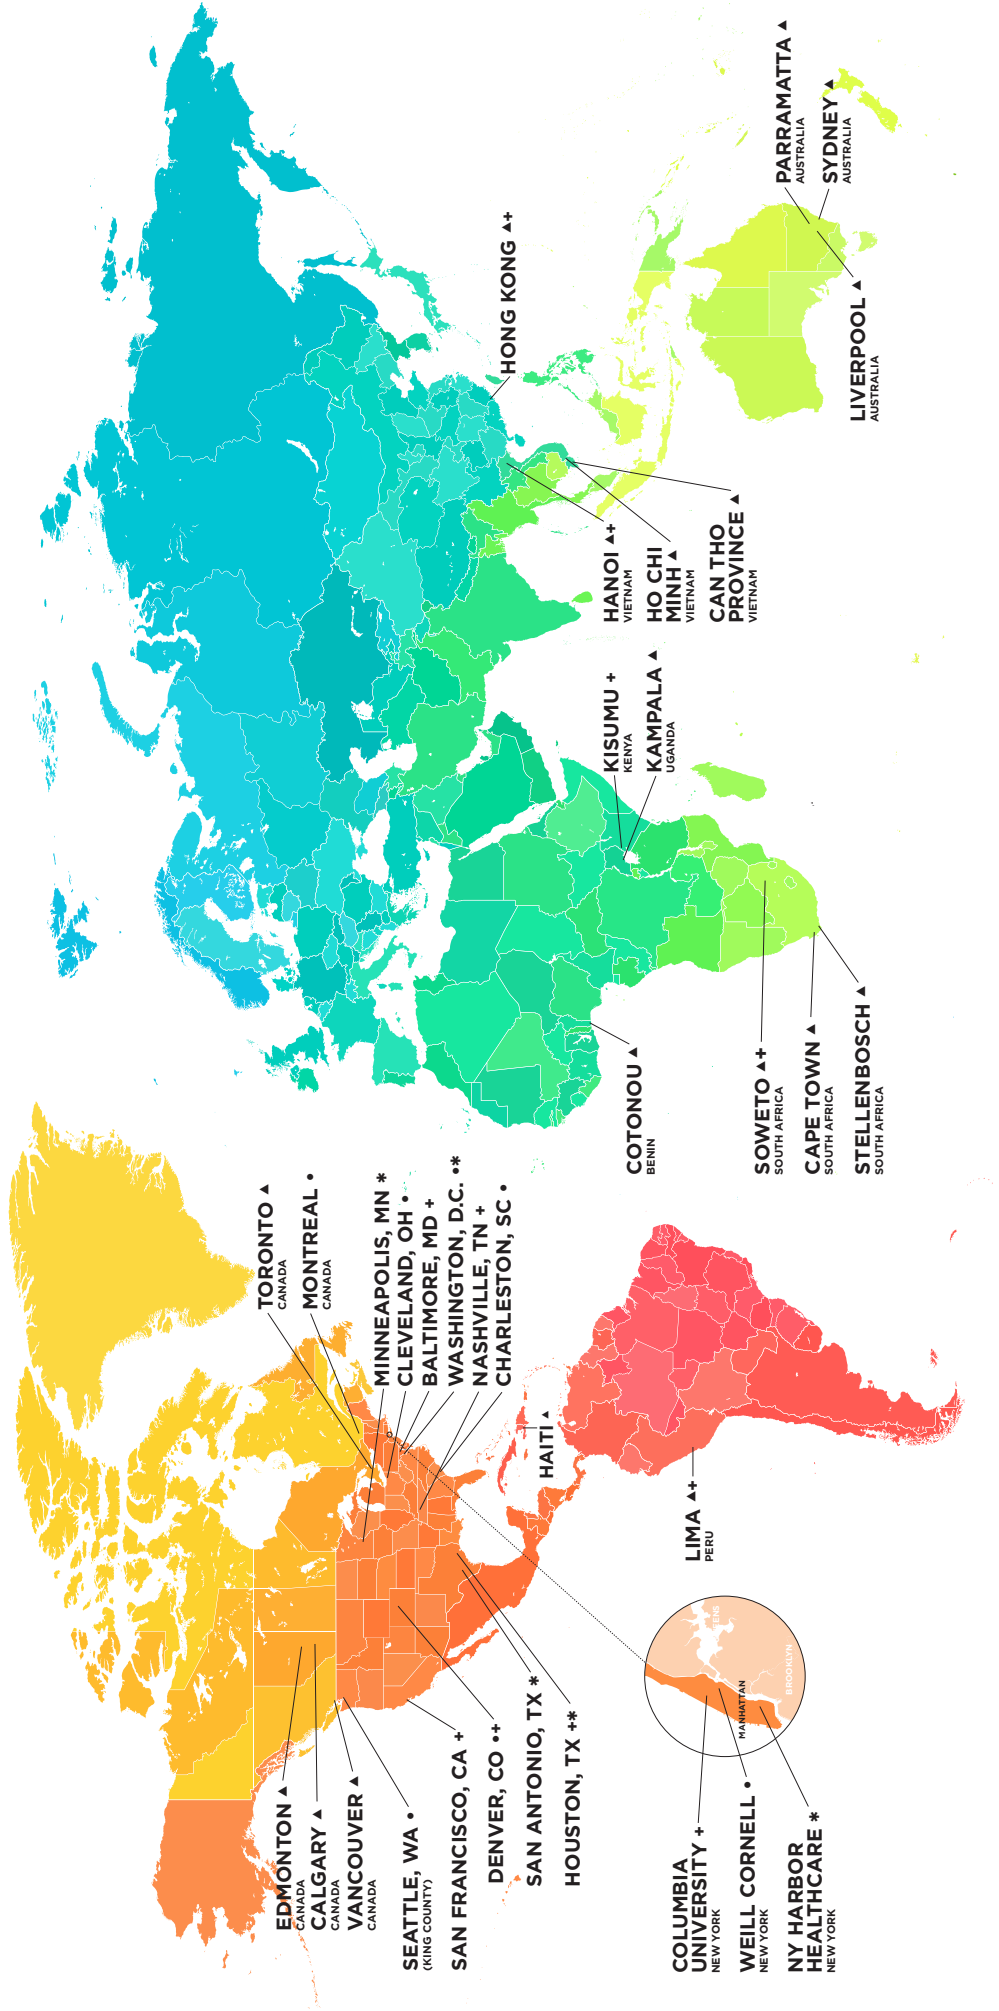 EDMONTON ▲
CANADA
CALGARY ▲
CANADA
VANCOUVER ▲
CANADA
SEATTLE, WA •
(KING COUNTY)
SAN FRANCISCO, CA +
DENVER, CO •+
SAN ANTONIO, TX *
HOUSTON, TX +*
COLUMBIA
UNIVERSITY +
NEW YORK
WEILL CORNELL •
NEW YORK
NY HARBOR
HEALTHCARE *
NEW YORK
MANHATTAN
BROOKLYN
TORONTO ▲
CANADA
MONTREAL •
CANADA
MINNEAPOLIS, MN *
CLEVELAND, OH •
BALTIMORE, MD +
WASHINGTON, D.C. •*
NASHVILLE, TN +
CHARLESTON, SC •
HAITI ▲
LIMA ▲+
PERU
COTONOU ▲
BENIN
SOWETO ▲+
SOUTH AFRICA
CAPE TOWN ▲
SOUTH AFRICA
STELLENBOSCH ▲
SOUTH AFRICA
KISUMU +
KENYA
KAMPALA ▲
UGANDA
HANOI ▲+
VIETNAM
HO CHI
MINH ▲
VIETNAM
CAN THO
PROVINCE ▲
VIETNAM
HONG KONG ▲+
LIVERPOOL ▲
AUSTRALIA
PARRAMATTA ▲
AUSTRALIA
SYDNEY ▲
AUSTRALIA